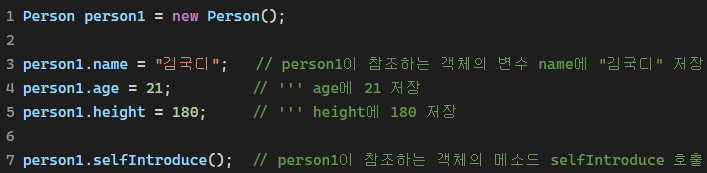 1 Person person1 = new Person();
2
3 person1.name = "김국디";   // person1이 참조하는 객체의 변수 name에 "김국디" 저장
4 person1.age = 21;         // ''' age에 21 저장
5 person1.height = 180;     // ''' height에 180 저장
6
7 person1.selfIntroduce();  // person1이 참조하는 객체의 메소드 selfIntroduce 호출